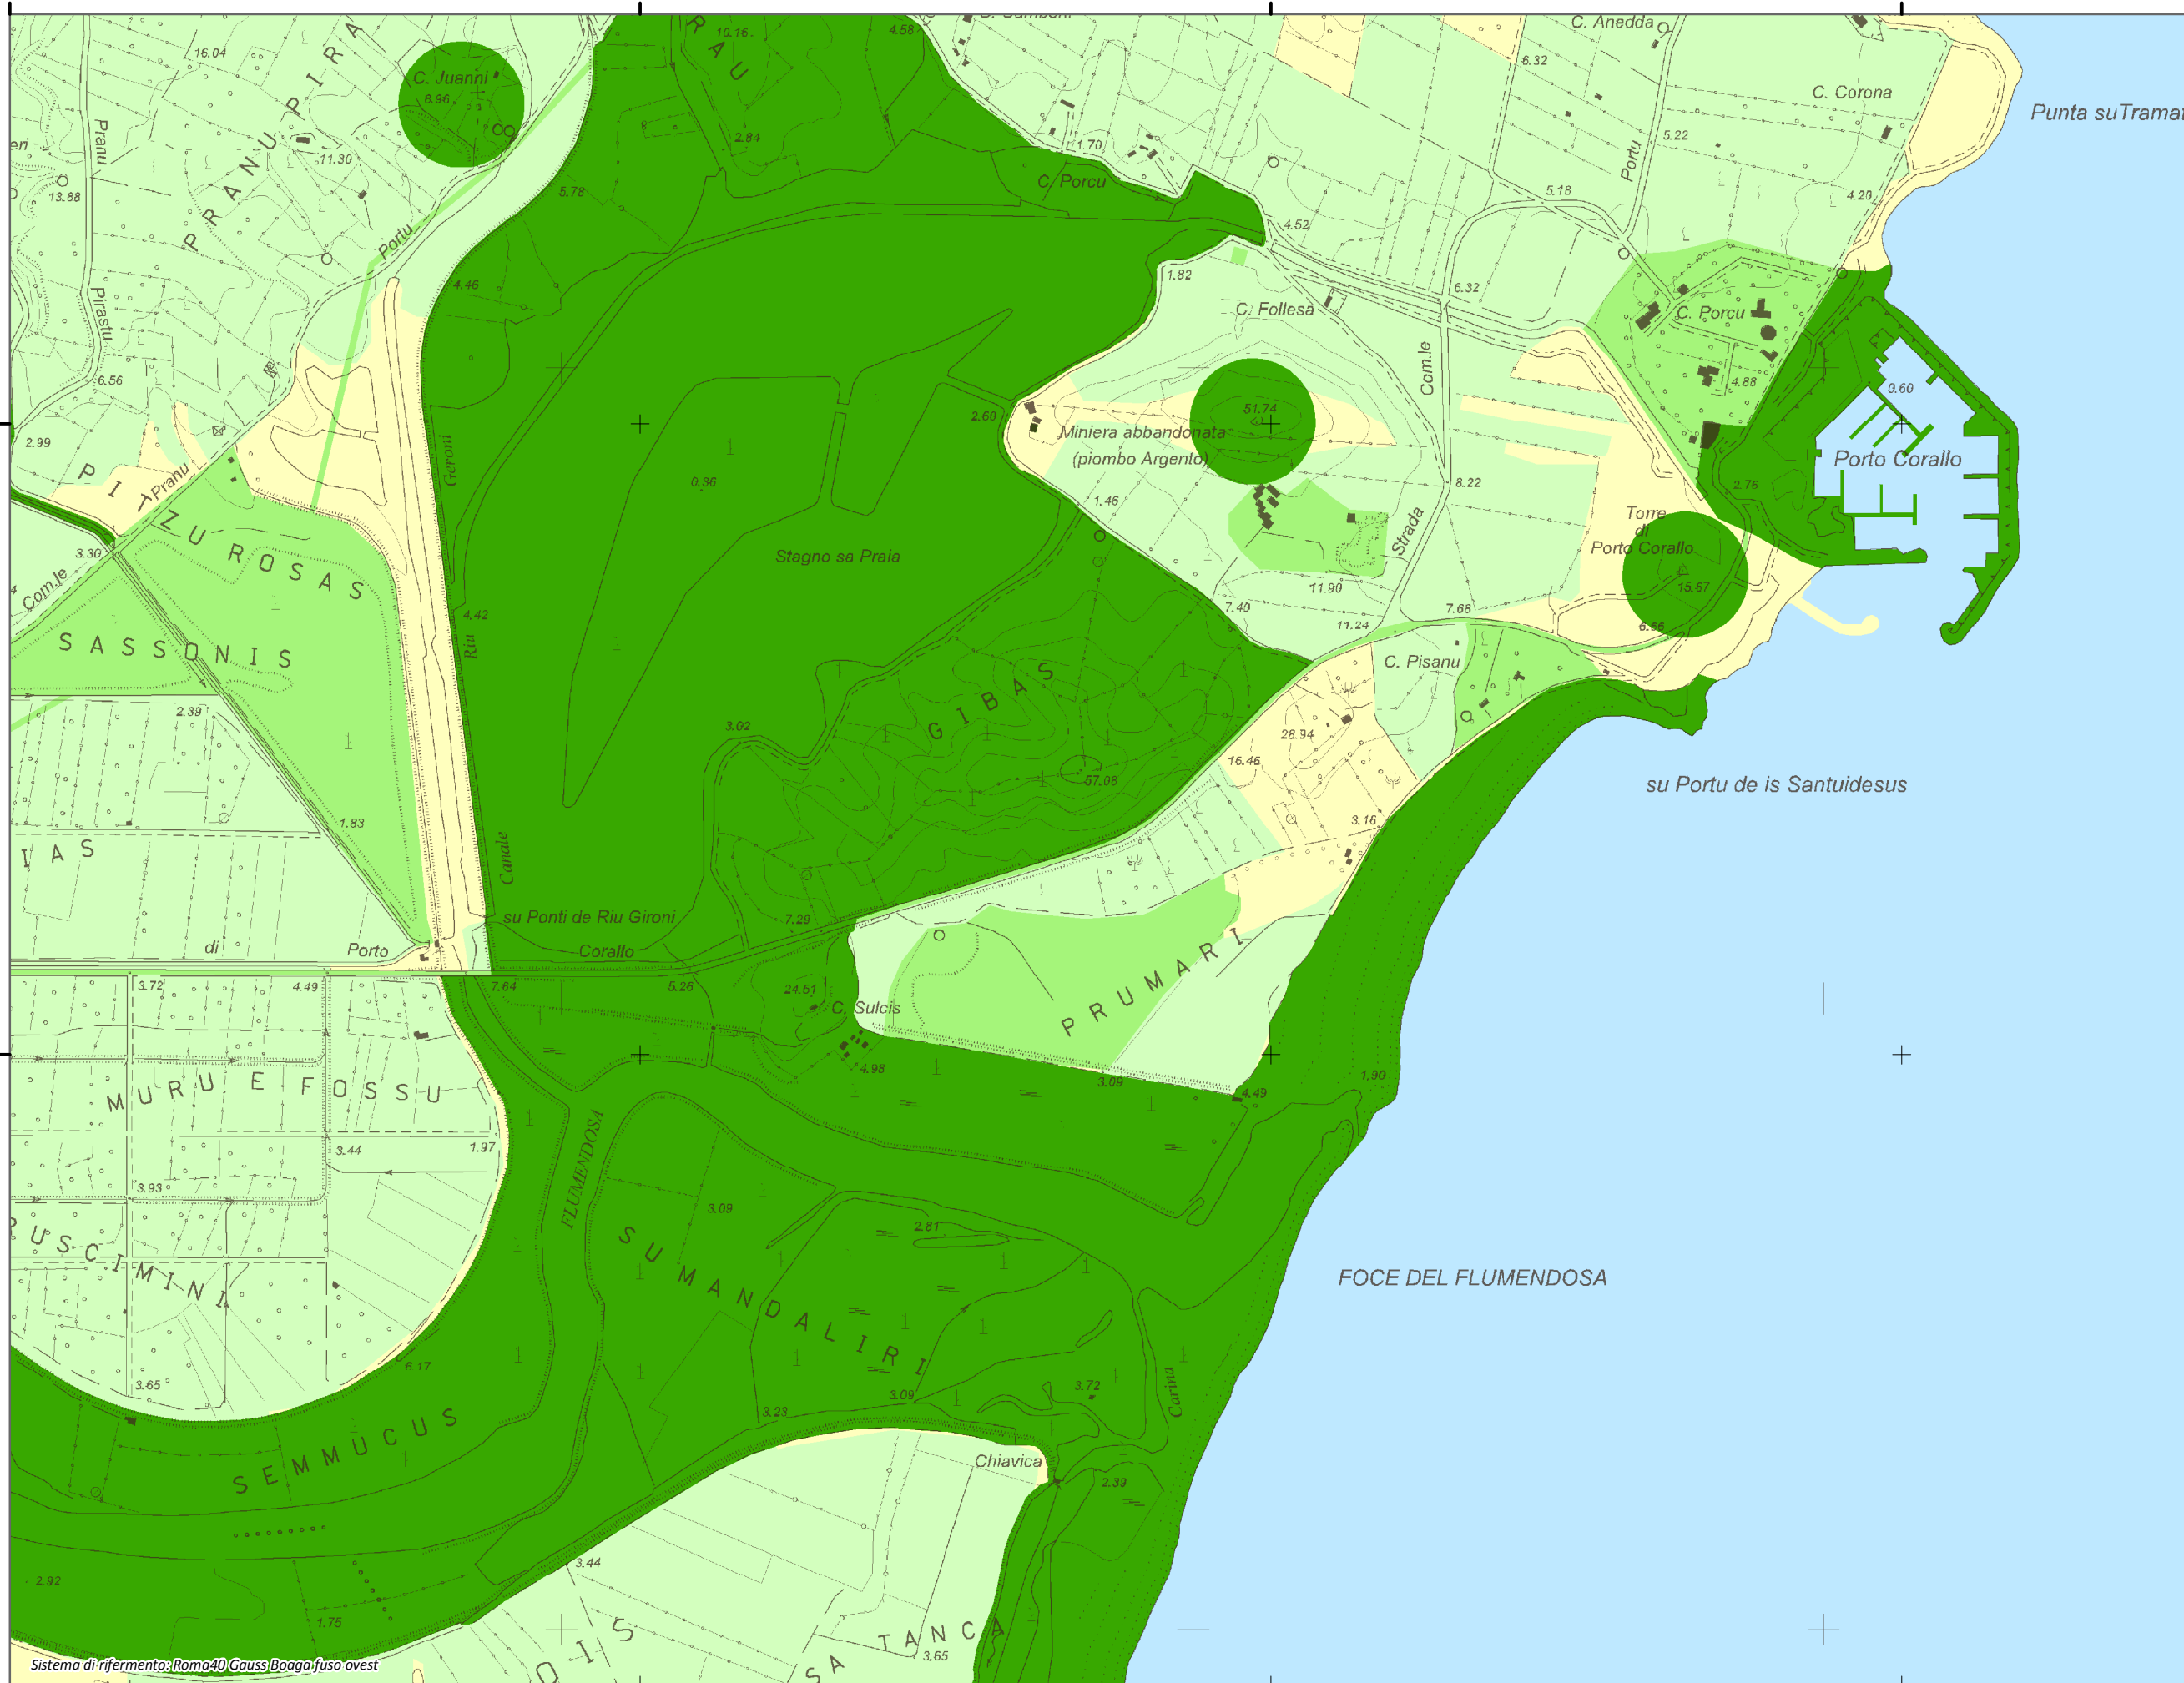 C. Anedda
16.04
10.16
4.58
6.32
C. Juanni
8.96
C. Corona
Punta suTramat
PRANU PIRA
RAU
Pranu
11.30
2.84
1.70
Portu
5.22
C. Porcu
13.88
5.78
5.18
4.20
Portu
4.52
4.46
1.82
6.32
Pirastu
C. Follesa
C. Porcu
6.56
Com.le
4.88
0.60
2.60
51.74
2.99
Miniera abbandonata
(piombo Argento)
Porto Corallo
Geroni
Pranu
0.36
8.22
2.76
1.46
Torre
di
Porto Corallo
Strada
3.30
PITZU ROSAS
Stagno sa Praia
Com.le
11.90
15.67
4.42
7.40
7.68
11.24
6.66
SASSONIS
Riu
C. Pisanu
GIBAS
2.39
3.02
28.94
16.46
57.08
su Portu de is Santuidesus
1.83
3.16
IAS
Canale
su Ponti de Riu Gironi
7.29
di
Porto
Corallo
PRUMARI
3.72
4.49
7.64
5.26
24.51
C. Sulcis
4.98
3.09
1.90
4.49
MURU E FOSSU
FLUMENDOSA
3.44
1.97
3.93
3.09
2.81
USCIMINI
SU MANDALIRI
FOCE DEL FLUMENDOSA
6.17
3.65
3.09
3.72
Carina
3.23
SEMMUCUS
Chiavica
2.39
3.44
2.92
1.75
OIS
SA TANCA
3.65
Sistema di rifermento: Roma40 Gauss Boaga fuso ovest